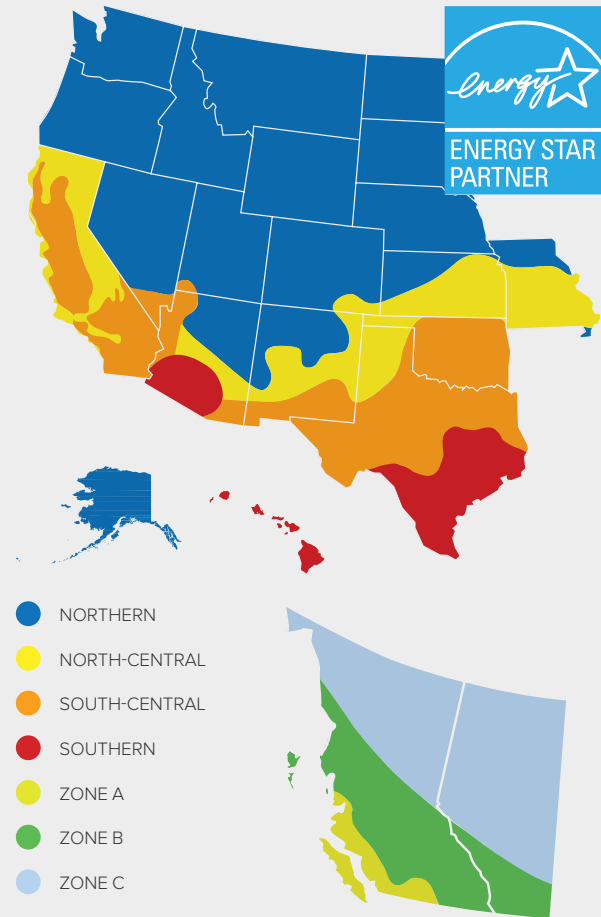 energy
ENERGY STAR
PARTNER
NORTHERN
NORTH-CENTRAL
SOUTH-CENTRAL
SOUTHERN
ZONE A
ZONE B
ZONE C